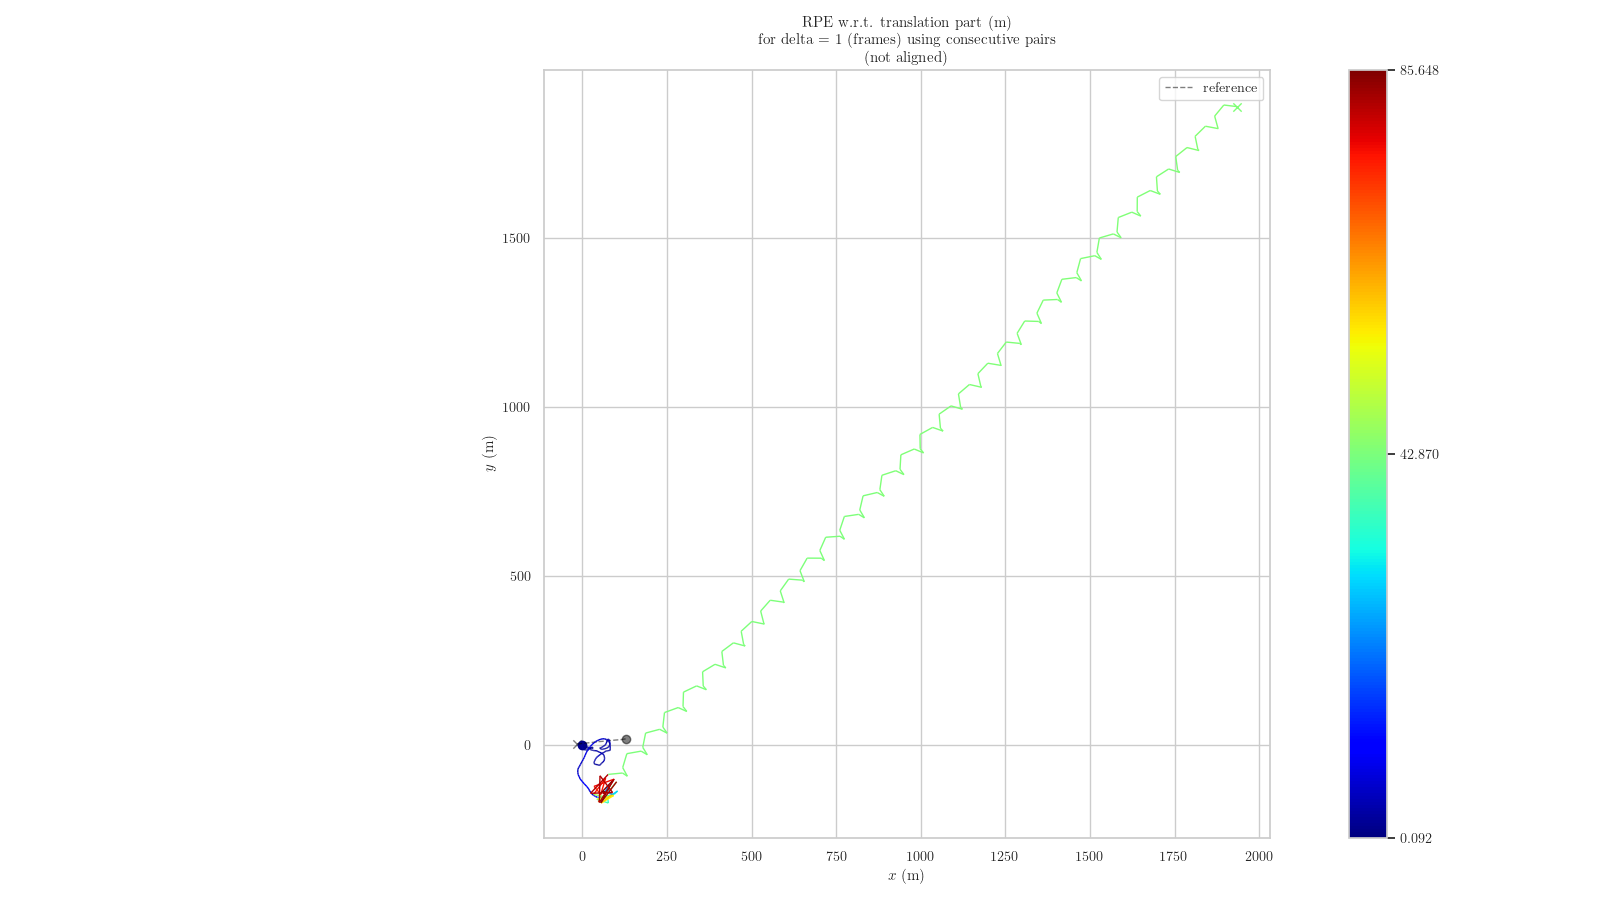 RPE w.r.t. translation part (m)
for delta = 1 (frames) using consecutive pairs
(not aligned)
reference
85.648
42.870
0.092
1500
1000
500
0
y (m)
0
250
500
750
1000
1250
1500
1750
2000
x (m)